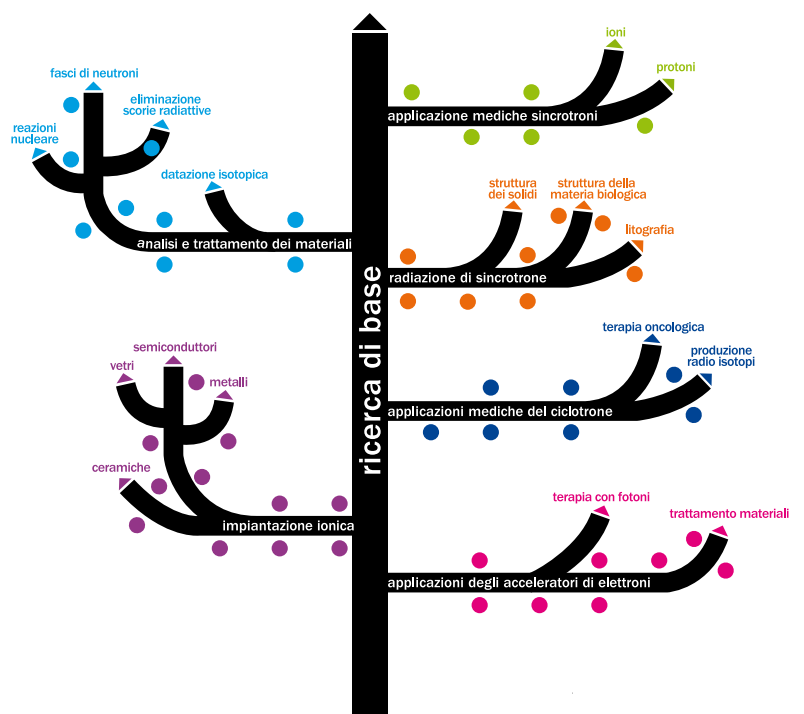 ioni
protoni
applicazione mediche sincrotroni
fasci di neutroni
eliminazione
scorie radiattive
reazioni
nucleare
datazione isotopica
analisi e trattamento dei materiali
struttura
dei solidi
struttura della
materia biologica
litografia
radiazione di sincrotrone
ricerca di base
semiconduttori
vetri
metalli
ceramiche
impiantazione ionica
terapia oncologica
produzione
radio isotopi
applicazioni mediche del ciclotrone
terapia con fotoni
trattamento materiali
applicazioni degli acceleratori di elettroni